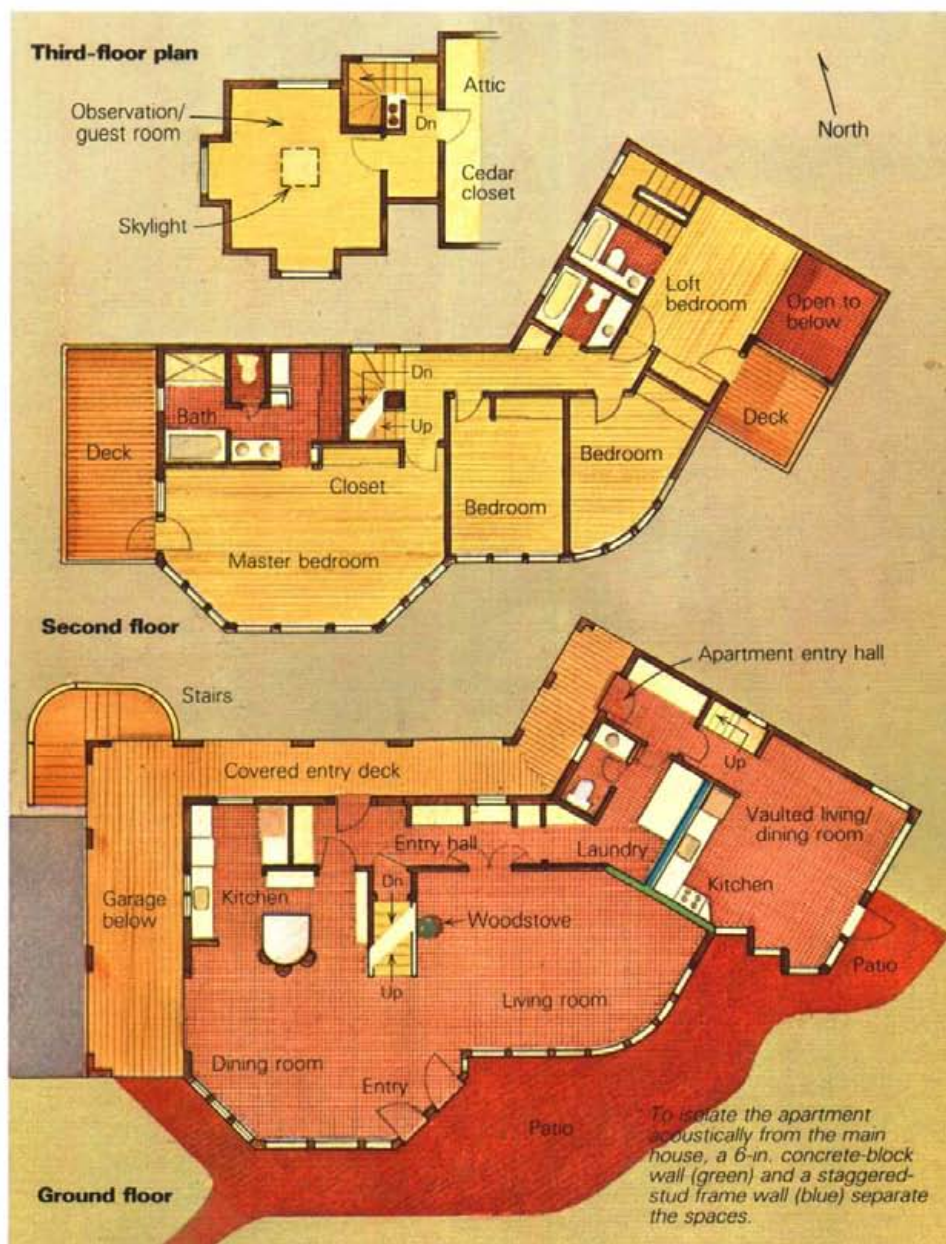 Third-floor plan
Observation/
guest room
Skylight
Dn
Attic
Cedar
closet
North
Loft
bedroom
Open to
below
Deck
Dn
Up
Bath
Deck
Closet
Bedroom
Bedroom
Master bedroom
Second floor
Stairs
Apartment entry hall
Covered entry deck
Up
Vaulted living/
dining room
Entry hall
Laundry
Kitchen
Dn
Kitchen
Garage
below
Woodstove
Up
Living room
Patio
Dining room
Entry
Patio
To isolate the apartment
acoustically from the main
house, a 6-in. concrete-block
wall (green) and a staggered-
stud frame wall (blue) separate
the spaces.
Ground floor